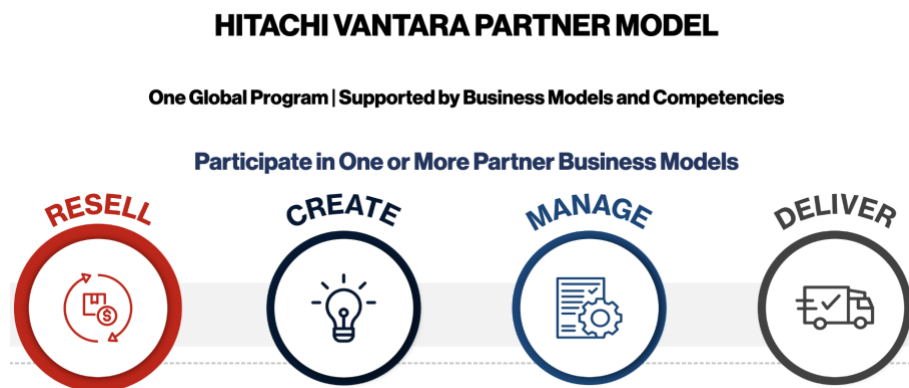 HITACHI VANTARA PARTNER MODEL
One Global Program | Supported by Business Models and Competencies
Participate in One or More Partner Business Models
RESELL
CREATE
MANAGE
DELIVER
$